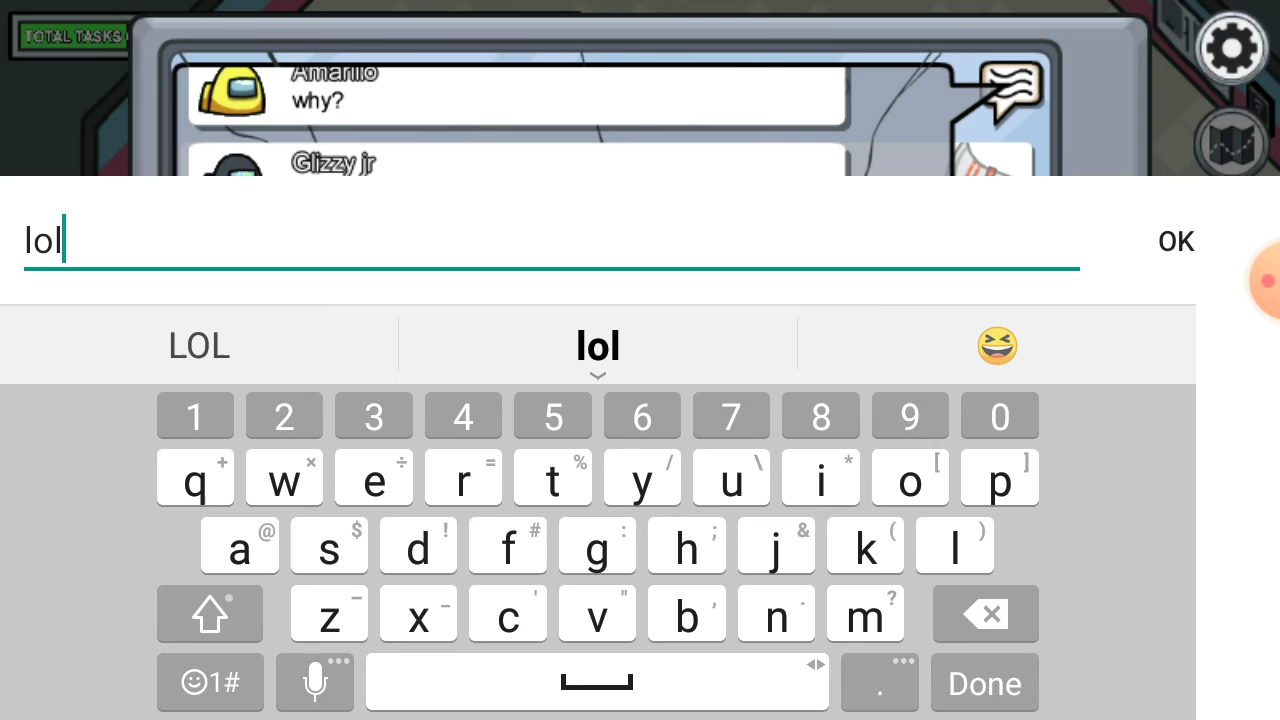 TOTAL TASKS
Amarillo
why?
Glizzy jr
lol
OK
LOL
lol
1 2 3 4 5 6 7 8 9 0
q + w × e ÷ r = t % y / u \ i * o [ p ]
a @ s $ d ! f # g : h ; j & k ( l )
z – x _ c ' v " b , n . m ?
1# . Done